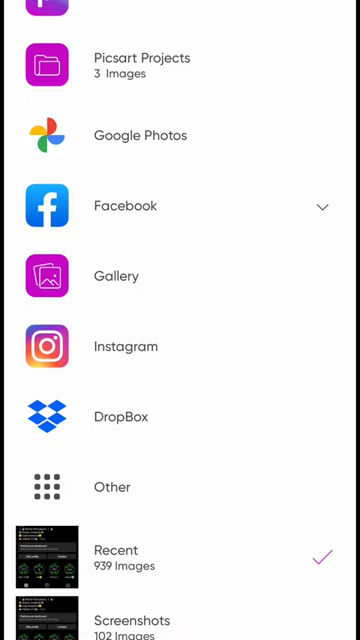 Picsart Projects
3 Images
Google Photos
Facebook
Gallery
Instagram
DropBox
Other
Recent
939 Images
Screenshots
102 Images